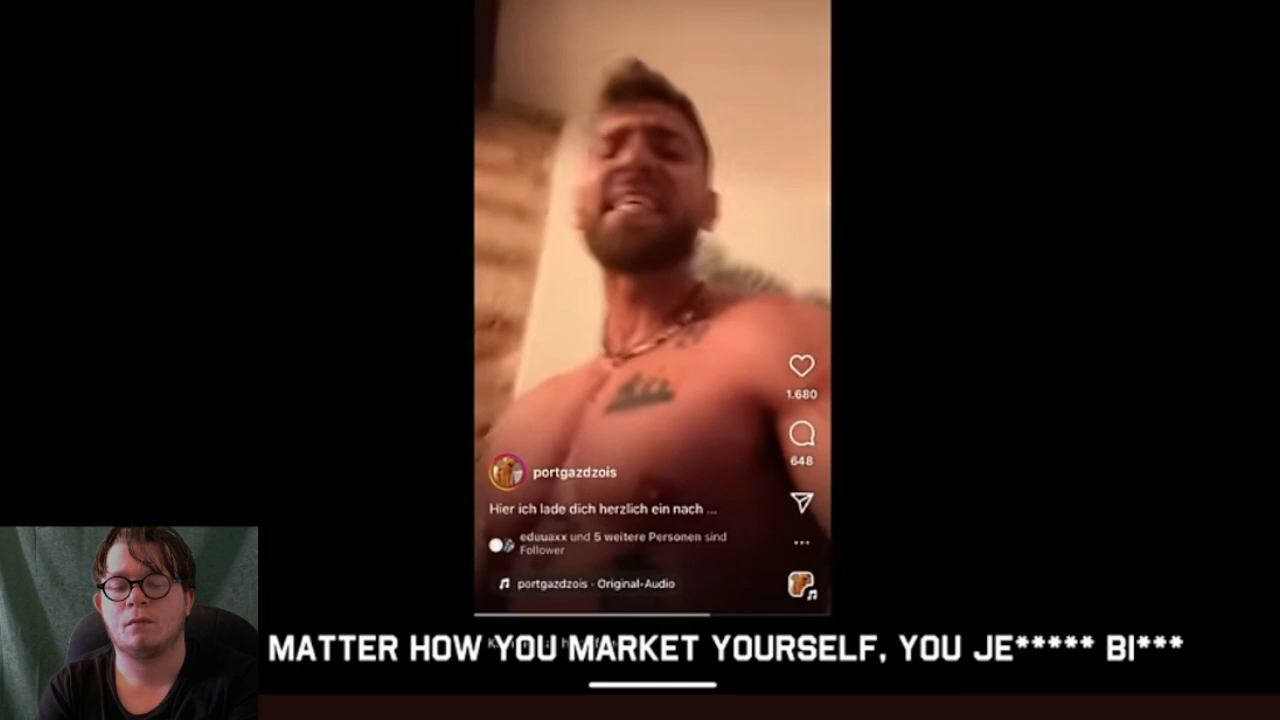 1.680
648
portgazdzois
Hier ich lade dich herzlich ein nach ...
eduuaxx und 5 weitere Personen sind
Follower
portgazdzois · Original-Audio
MATTER HOW YOU MARKET YOURSELF, YOU JE***** BI***